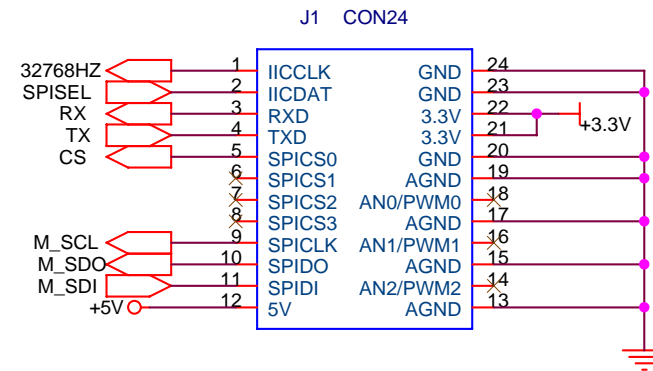 J1 CON24
32768HZ 1 IICCLK GND 24
SPISEL 2 IICDAT GND 23
RX 3 RXD 3.3V 22
+3.3V
TX 4 TXD 3.3V 21
CS 5 SPICS0 GND 20
6 SPICS1 AGND 19
7 SPICS2 AN0/PWM0 18
8 SPICS3 AGND 17
M_SCL 9 SPICLK AN1/PWM1 16
M_SDO 10 SPIDO AGND 15
M_SDI 11 SPIDI AN2/PWM2 14
+5V 12 5V AGND 13